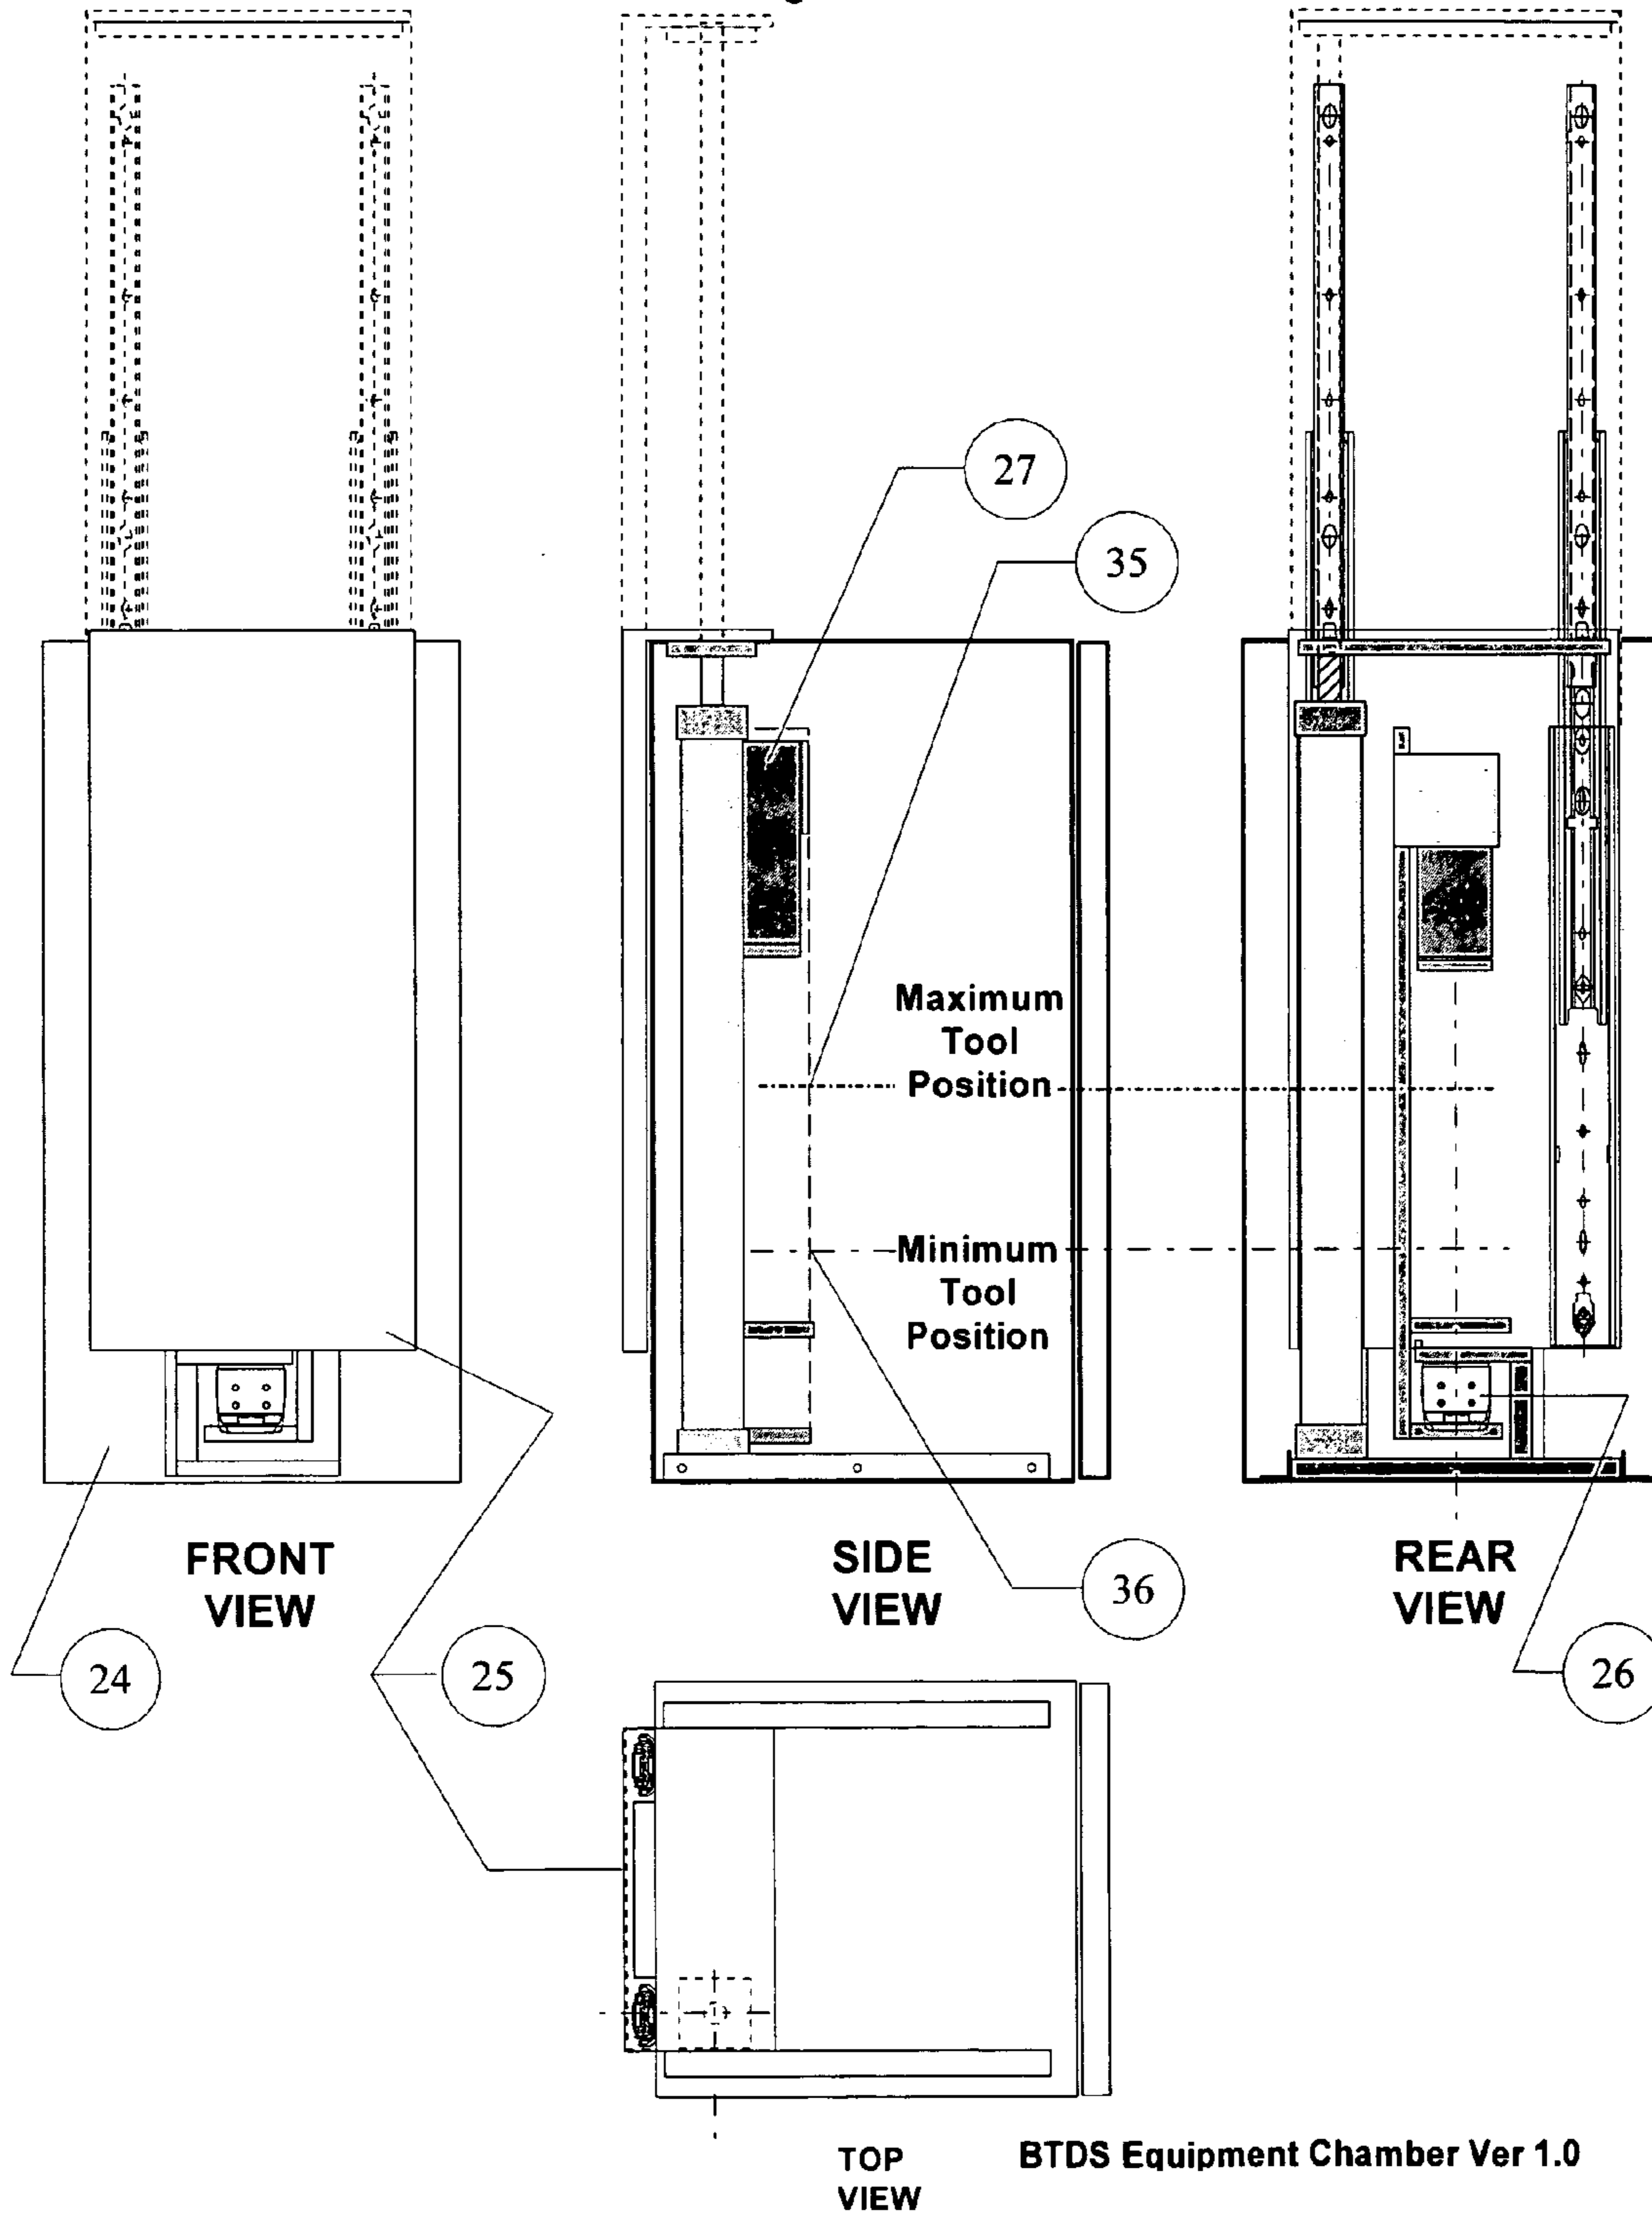 27
35
Maximum
Tool
Position
Minimum
Tool
Position
FRONT
VIEW
SIDE
VIEW
REAR
VIEW
36
24
25
26
TOP
VIEW
BTDS Equipment Chamber Ver 1.0